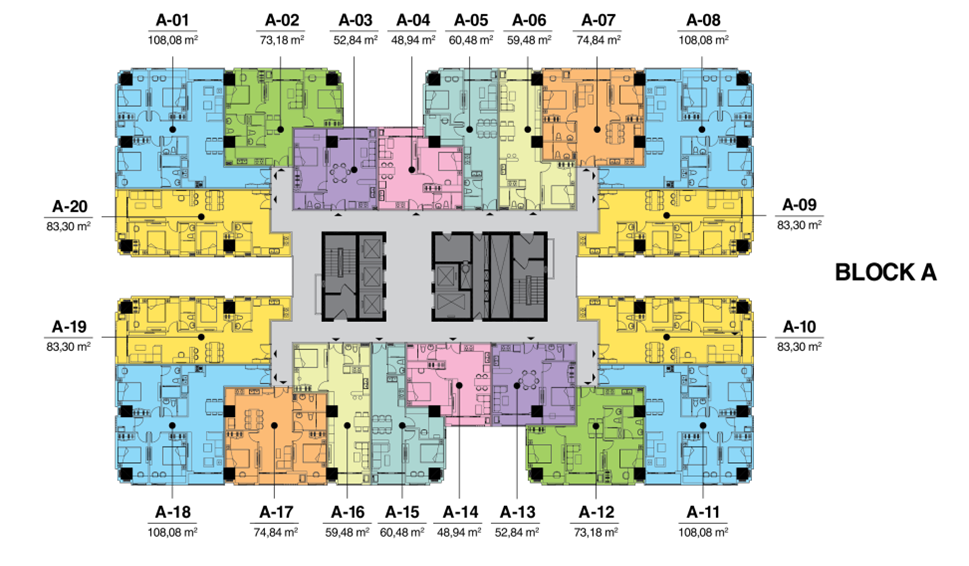 A-01 A-02 A-03 A-04 A-05 A-06 A-07 A-08
108,08 m² 73,18 m² 52,84 m² 48,94 m² 60,48 m² 59,48 m² 74,84 m² 108,08 m²
A-20 A-09
83,30 m² 83,30 m²
BLOCK A
A-19 A-10
83,30 m² 83,30 m²
A-18 A-17 A-16 A-15 A-14 A-13 A-12 A-11
108,08 m² 74,84 m² 59,48 m² 60,48 m² 48,94 m² 52,84 m² 73,18 m² 108,08 m²